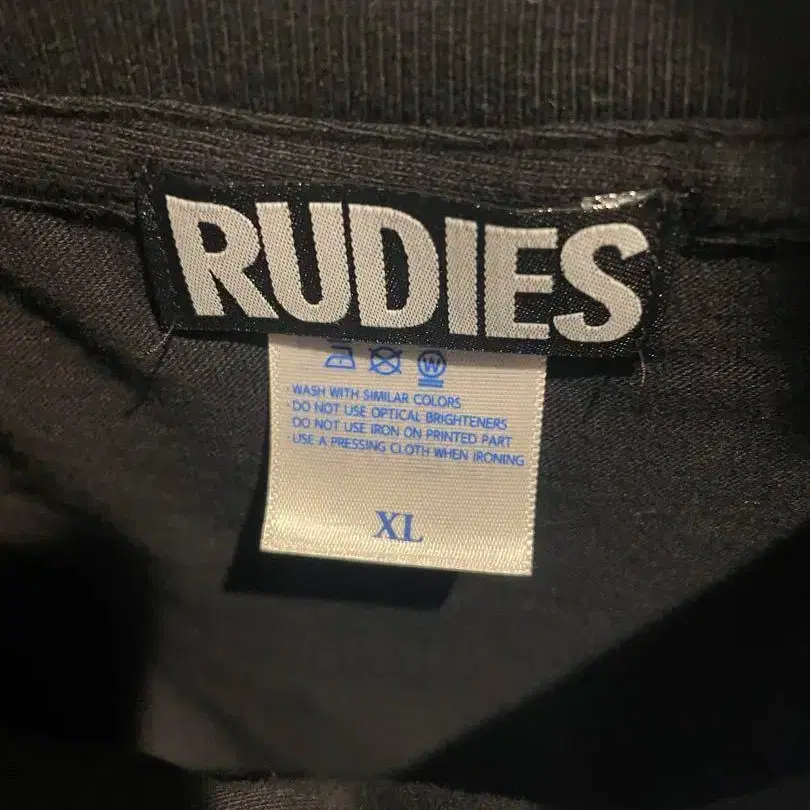 RUDIES
W
·WASH WITH SIMILAR COLORS
·DO NOT USE OPTICAL BRIGHTENERS
·DO NOT USE IRON ON PRINTED PART
·USE A PRESSING CLOTH WHEN IRONING
XL